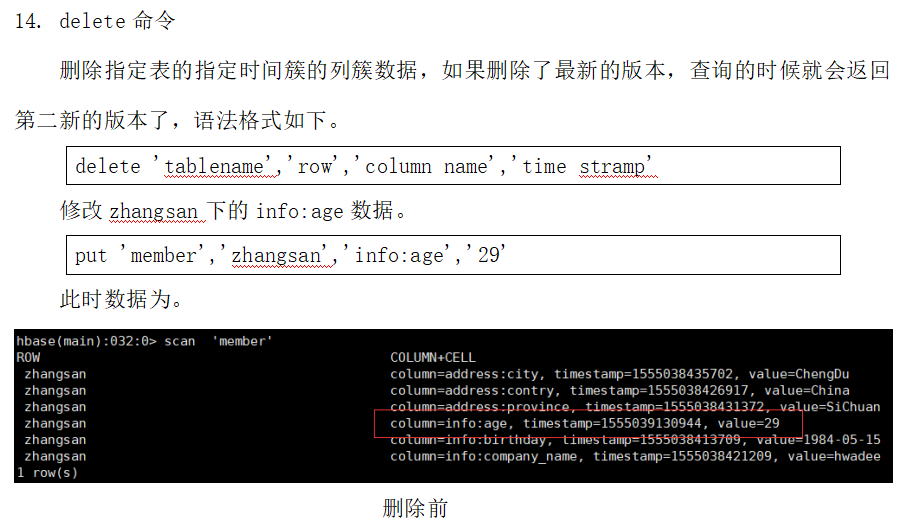 14. delete 命令
删除指定表的指定时间簇的列簇数据，如果删除了最新的版本，查询的时候就会返回
第二新的版本了，语法格式如下。
delete 'tablename','row','column name','time stramp'
修改 zhangsan 下的 info:age 数据。
put 'member','zhangsan','info:age','29'
此时数据为。
hbase(main):032:0> scan  'member'
ROW COLUMN+CELL
zhangsan column=address:city, timestamp=1555038435702, value=ChengDu
zhangsan column=address:contry, timestamp=1555038426917, value=China
zhangsan column=address:province, timestamp=1555038431372, value=SiChuan
zhangsan column=info:age, timestamp=1555039130944, value=29
zhangsan column=info:birthday, timestamp=1555038413709, value=1984-05-15
zhangsan column=info:company_name, timestamp=1555038421209, value=hwadee
1 row(s)
删除前